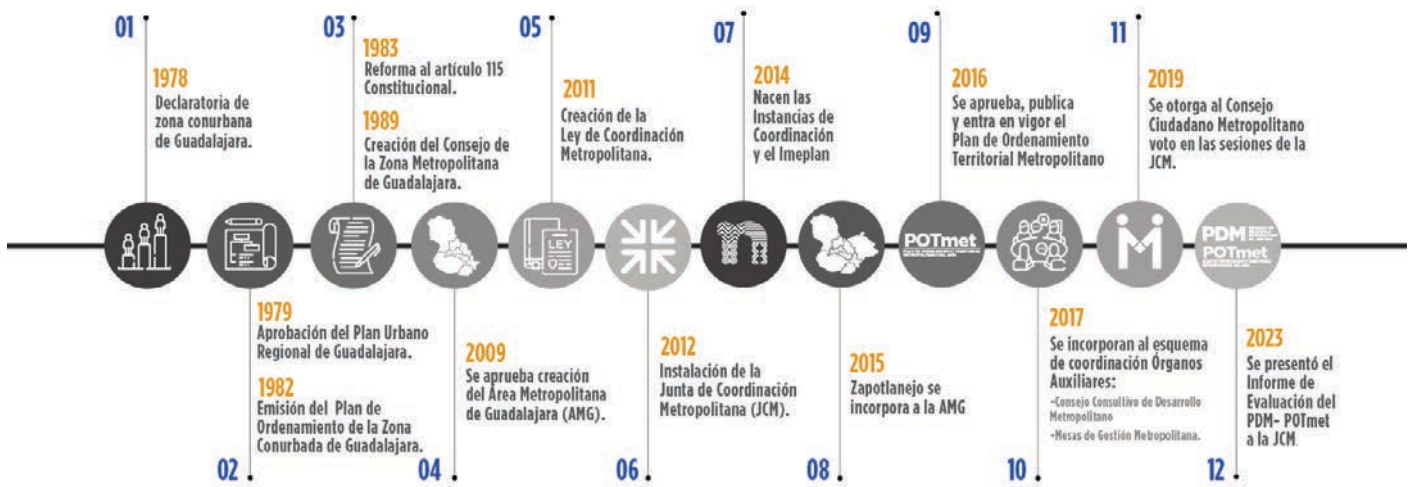 01
1978
Declaratoria de
zona conurbana
de Guadalajara.
03
1983
Reforma al artículo 115
Constitucional.
1989
Creación del Consejo de
la Zona Metropolitana
de Guadalajara.
05
2011
Creación de la
Ley de Coordinación
Metropolitana.
07
2014
Nacen las
Instancias de
Coordinación
y el Imeplan
09
2016
Se aprueba, publica
y entra en vigor el
Plan de Ordenamiento
Territorial Metropolitano
11
2019
Se otorga al Consejo
Ciudadano Metropolitano
voto en las sesiones de la
JCM.
LEY
POTmet
PDM
POTmet
1979
Aprobación del Plan Urbano
Regional de Guadalajara.
1982
Emisión del Plan de
Ordenamiento de la Zona
Conurbada de Guadalajara.
02
2009
Se aprueba creación
del Área Metropolitana
de Guadalajara (AMG).
04
2012
Instalación de la
Junta de Coordinación
Metropolitana (JCM).
06
2015
Zapotlanejo se
incorpora a la AMG
08
2017
Se incorporan al esquema
de coordinación Órganos
Auxiliares:
-Consejo Consultivo de Desarrollo
Metropolitano
-Mesas de Gestión Metropolitana.
10
2023
Se presentó el
Informe de
Evaluación del
PDM- POTmet
a la JCM.
12